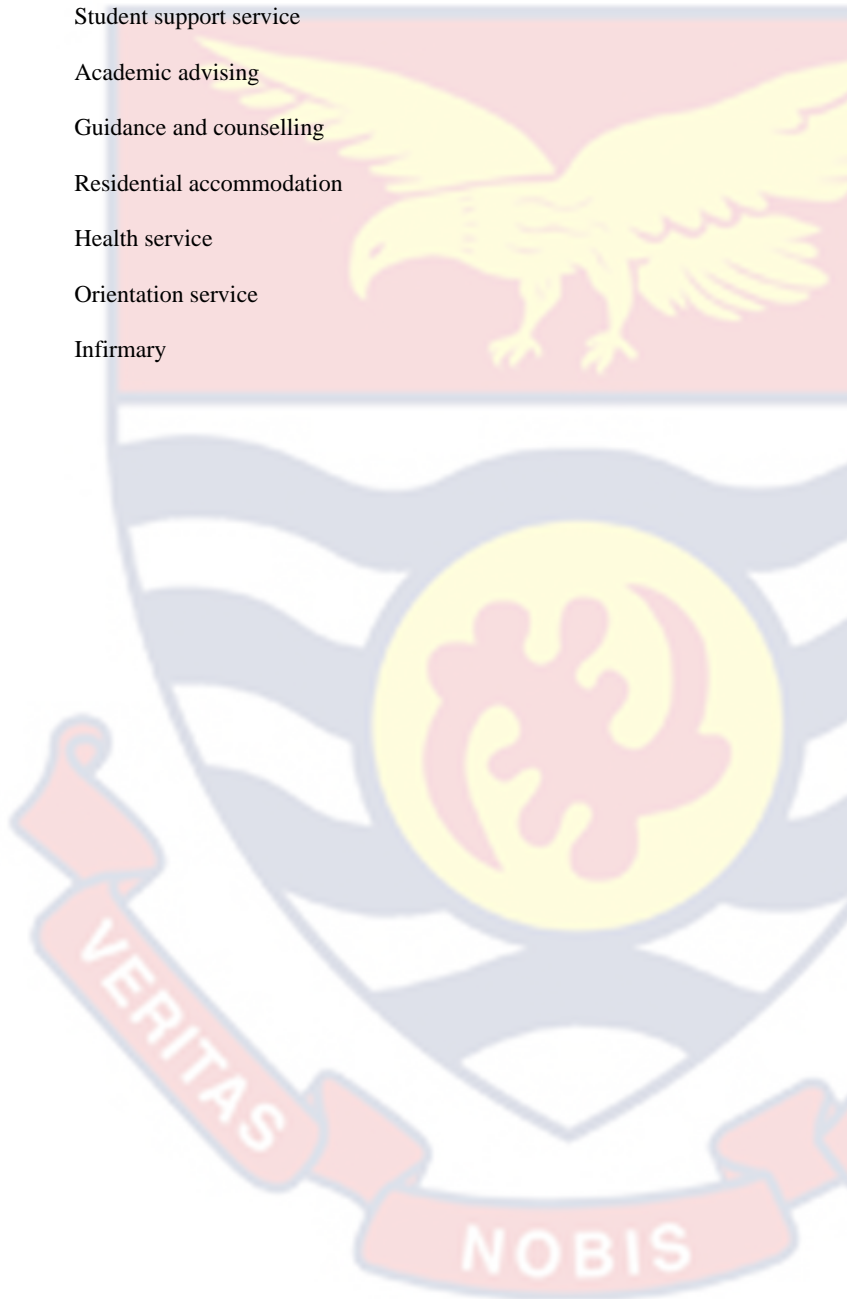 Student support service
Academic advising
Guidance and counselling
Residential accommodation
Health service
Orientation service
Infirmary
VERITAS
NOBIS